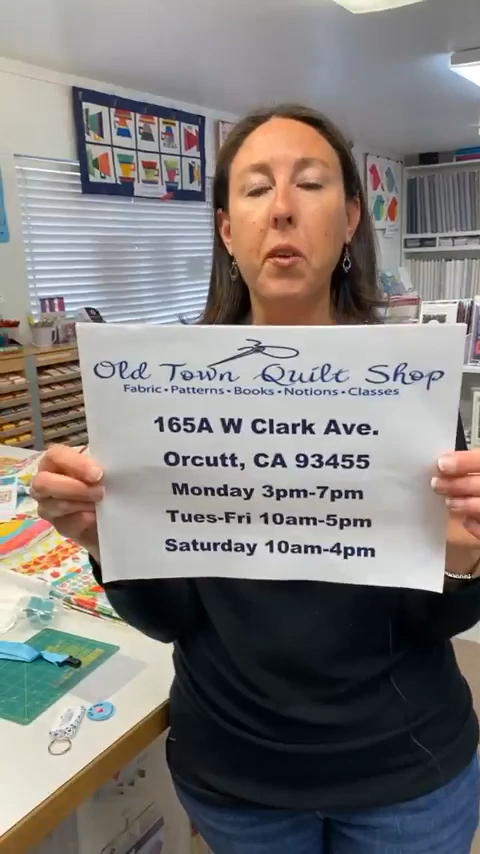 Old Town Quilt Shop
Fabric • Patterns • Books • Notions • Classes
165A W Clark Ave.
Orcutt, CA 93455
Monday 3pm-7pm
Tues-Fri 10am-5pm
Saturday 10am-4pm